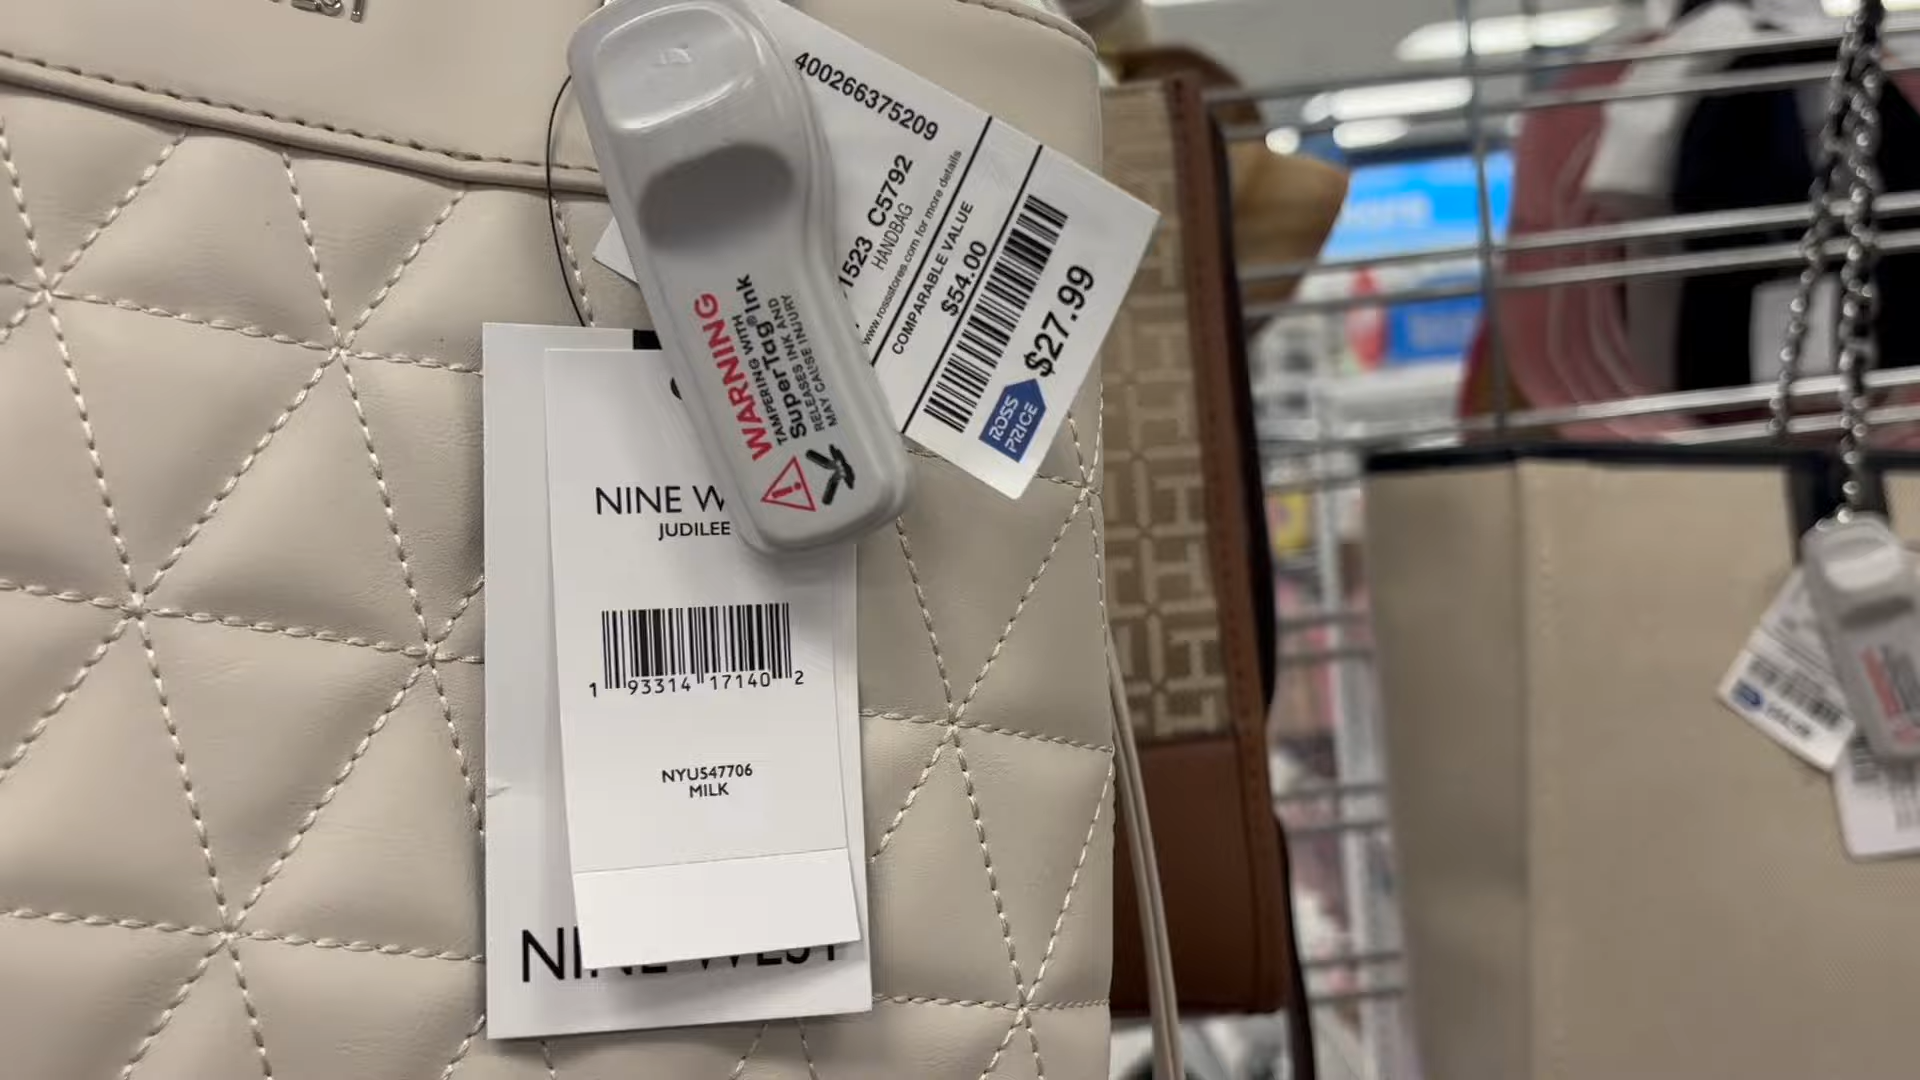 400266375209
1523 C5792
HANDBAG
www.rossstores.com for more details
COMPARABLE VALUE
$54.00
$27.99
ROSS
PRICE
WARNING
TAMPERING WITH
SuperTag® Ink
RELEASES INK AND
MAY CAUSE INJURY
NINE W
JUDILEE
1 93314 17140 2
NYU547706
MILK
NINE WEST